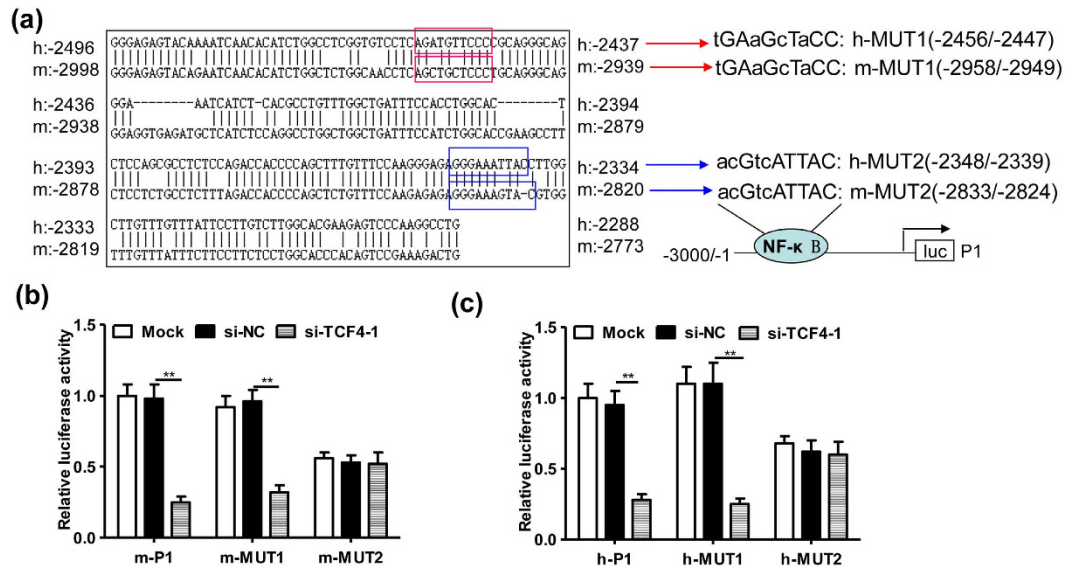 (a)
h:-2496 GGGAGAGTACAAAATCAACACATCTGGCCTCGGTGTCCTCAGATGTTCCCCGCAGGGCAG h:-2437 tGAaGcTaCC: h-MUT1(-2456/-2447)
m:-2998 GGGAGAGTACAGAATCAACACATCTGGCTCTGGCAACCTCAGCTGCTCCCTGCAGGGCAG m:-2939 tGAaGcTaCC: m-MUT1(-2958/-2949)
h:-2436 GGA---------AATCATCT-CACGCCTGTTTGGCTGATTTCCACCTGGCAC--------T h:-2394
m:-2938 GGAGGTGAGATGCTCATCTCCAGGCCTGGCTGGCTGATTTCCATCTGGCACCGAAGCCTT m:-2879
h:-2393 CTCCAGCGCCTCTCCAGACCACCCCAGCTTTGTTTCCAAGGGAGAGGGAAATTACCTTGG h:-2334 acGtcATTAC: h-MUT2(-2348/-2339)
m:-2878 CTCCTCTGCCTCTTTAGACCACCCCAGCTCTGTTTCCAAGAGAGAGGGAAAGTA-CGTGG m:-2820 acGtcATTAC: m-MUT2(-2833/-2824)
h:-2333 CTTGTTTGTTTATTCCTTGTCTTGGCACGAAGAGTCCCAAGGCCTG h:-2288
m:-2819 TTTGTTTATTTCTTCCTTCTCCTGGCACCCACAGTCCGAAAGACTG m:-2773
NF-κ B
-3000/-1
luc P1
(b)
Relative luciferase activity
1.5
1.0
0.5
0.0
Mock si-NC si-TCF4-1
** **
m-P1 m-MUT1 m-MUT2
(c)
Relative luciferase activity
1.5
1.0
0.5
0.0
Mock si-NC si-TCF4-1
** **
h-P1 h-MUT1 h-MUT2